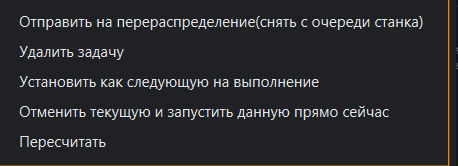 Отправить на перераспределение(снять с очереди станка)
Удалить задачу
Установить как следующую на выполнение
Отменить текущую и запустить данную прямо сейчас
Пересчитать